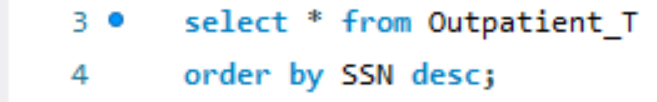 3 select * from Outpatient_T
4 order by SSN desc;